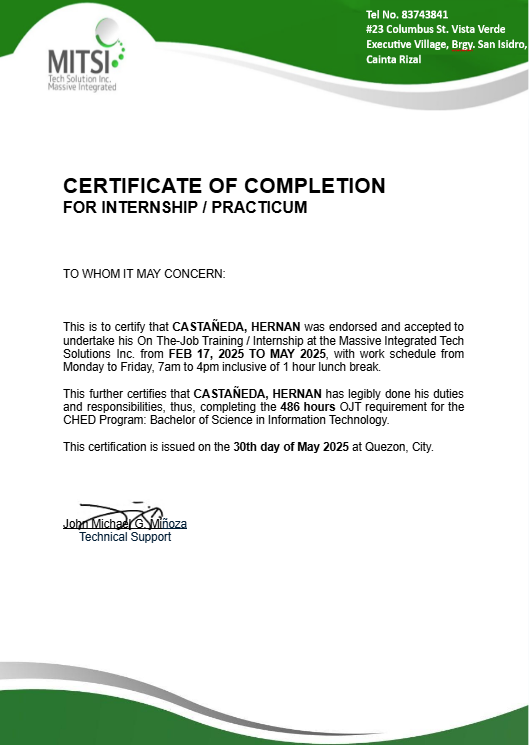 Tel No. 83743841
#23 Columbus St. Vista Verde
Executive Village, Brgy. San Isidro,
Cainta Rizal
MITSI
Tech Solution Inc.
Massive Integrated
CERTIFICATE OF COMPLETION
FOR INTERNSHIP / PRACTICUM
TO WHOM IT MAY CONCERN:
This is to certify that CASTAÑEDA, HERNAN was endorsed and accepted to
undertake his On The-Job Training / Internship at the Massive Integrated Tech
Solutions Inc. from FEB 17, 2025 TO MAY 2025, with work schedule from
Monday to Friday, 7am to 4pm inclusive of 1 hour lunch break.
This further certifies that CASTAÑEDA, HERNAN has legibly done his duties
and responsibilities, thus, completing the 486 hours OJT requirement for the
CHED Program: Bachelor of Science in Information Technology.
This certification is issued on the 30th day of May 2025 at Quezon, City.
John Michael G. Miñoza
Technical Support